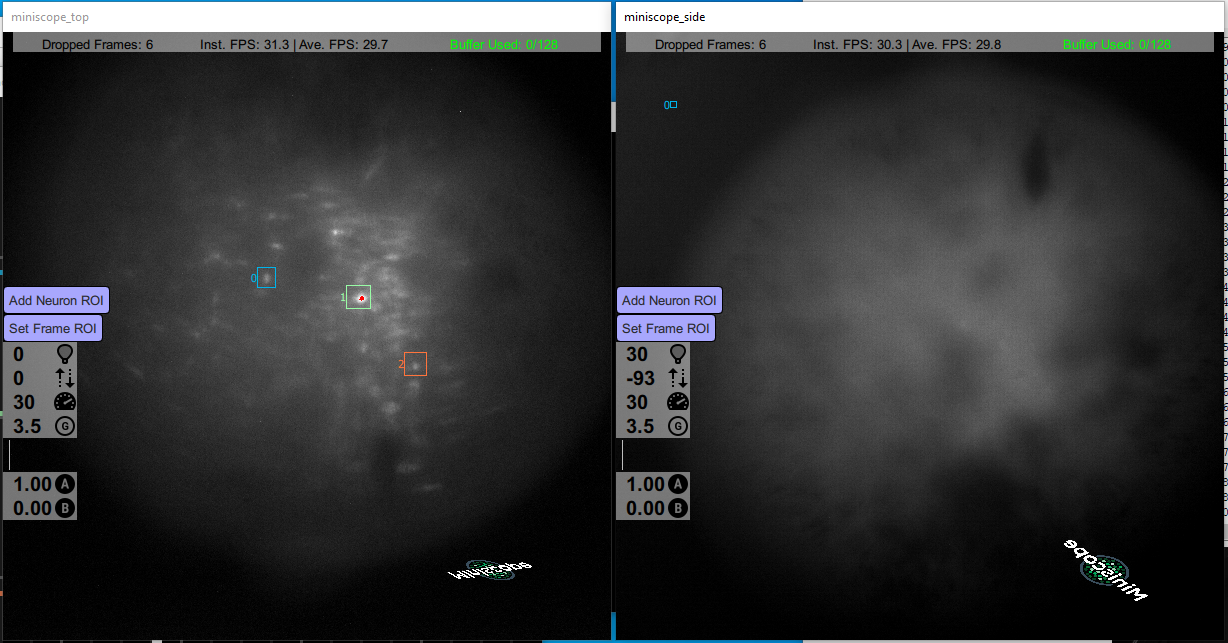 miniscope_top
Dropped Frames: 6 Inst. FPS: 31.3 | Ave. FPS: 29.7 Buffer Used: 0/128
0
1
2
Add Neuron ROI
Set Frame ROI
0
0
30
3.5 G
1.00 A
0.00 B
Miniscope
miniscope_side
Dropped Frames: 6 Inst. FPS: 30.3 | Ave. FPS: 29.8 Buffer Used: 0/128
0
Add Neuron ROI
Set Frame ROI
30
-93
30
3.5 G
1.00 A
0.00 B
Miniscope